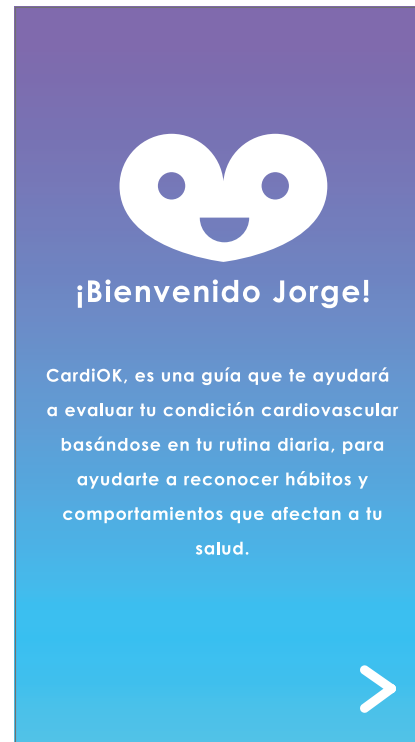 ¡Bienvenido Jorge!
CardiOK, es una guía que te ayudará
a evaluar tu condición cardiovascular
basándose en tu rutina diaria, para
ayudarte a reconocer hábitos y
comportamientos que afectan a tu
salud.